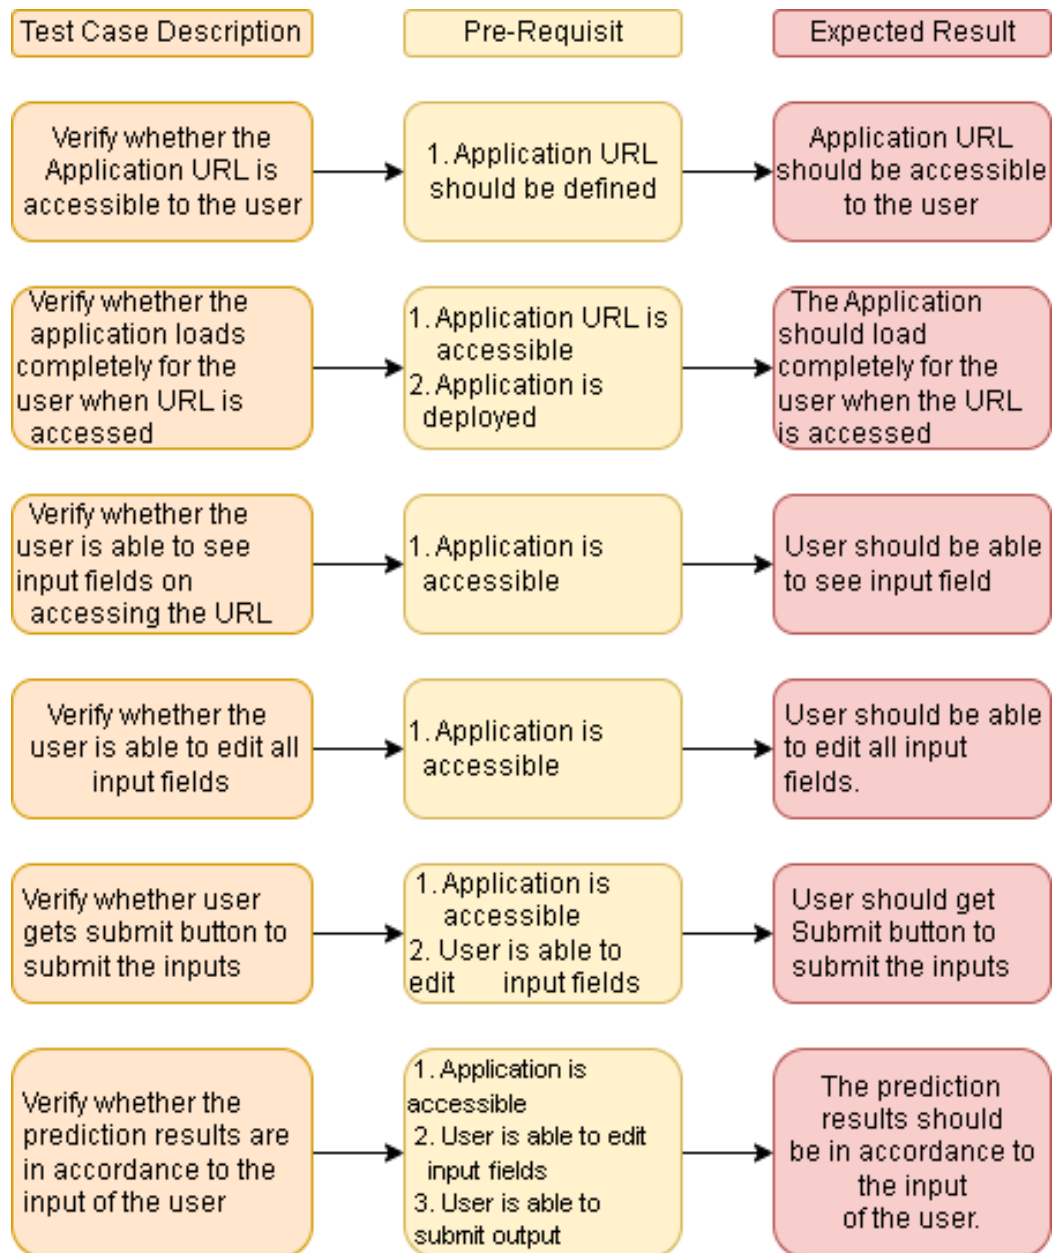 Test Case Description
Pre-Requisit
Expected Result
Verify whether the
Application URL is
accessible to the user
1. Application URL
should be defined
Application URL
should be accessible
to the user
Verify whether the
application loads
completely for the
user when URL is
accessed
1. Application URL is
accessible
2. Application is
deployed
The Application
should load
completely for the
user when the URL
is accessed
Verify whether the
user is able to see
input fields on
accessing the URL
1. Application is
accessible
User should be able
to see input field
Verify whether the
user is able to edit all
input fields
1. Application is
accessible
User should be able
to edit all input
fields.
Verify whether user
gets submit button to
submit the inputs
1. Application is
accessible
2. User is able to
edit input fields
User should get
Submit button to
submit the inputs
Verify whether the
prediction results are
in accordance to the
input of the user
1. Application is
accessible
2. User is able to edit
input fields
3. User is able to
submit output
The prediction
results should
be in accordance to
the input
of the user.